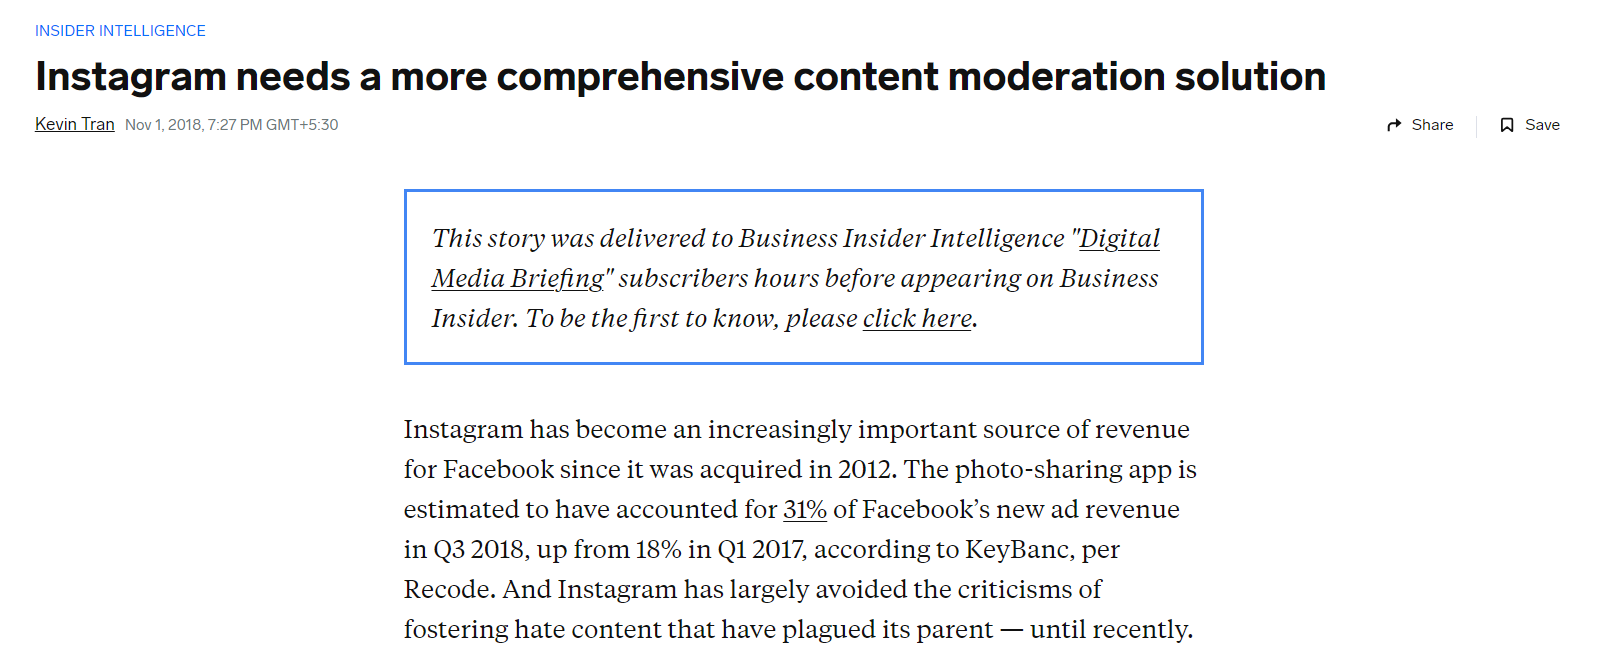 INSIDER INTELLIGENCE
Instagram needs a more comprehensive content moderation solution
Kevin Tran Nov 1, 2018, 7:27 PM GMT+5:30
Share Save
This story was delivered to Business Insider Intelligence "Digital
Media Briefing" subscribers hours before appearing on Business
Insider. To be the first to know, please click here.
Instagram has become an increasingly important source of revenue
for Facebook since it was acquired in 2012. The photo-sharing app is
estimated to have accounted for 31% of Facebook’s new ad revenue
in Q3 2018, up from 18% in Q1 2017, according to KeyBanc, per
Recode. And Instagram has largely avoided the criticisms of
fostering hate content that have plagued its parent — until recently.